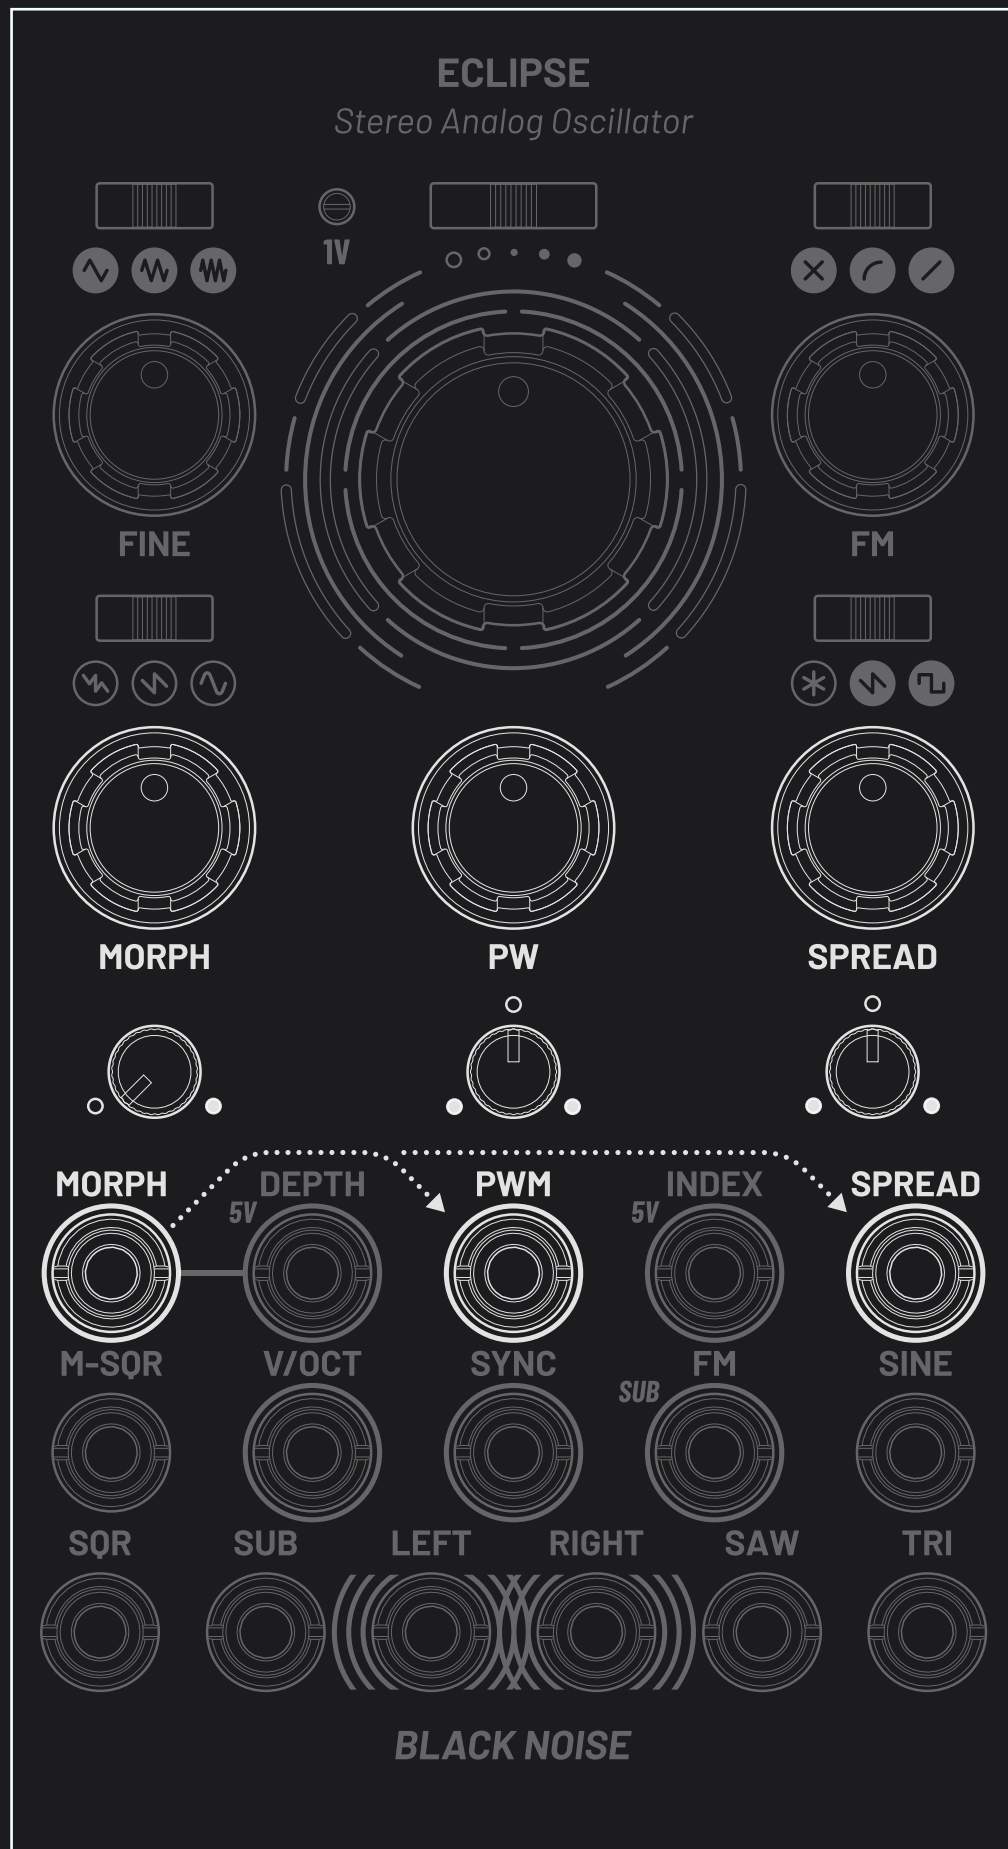 ECLIPSE
Stereo Analog Oscillator
1V
FINE
FM
MORPH
PW
SPREAD
MORPH
DEPTH
PWM
INDEX
SPREAD
5V
5V
M-SQR
V/OCT
SYNC
FM
SINE
SUB
SQR
SUB
LEFT
RIGHT
SAW
TRI
BLACK NOISE